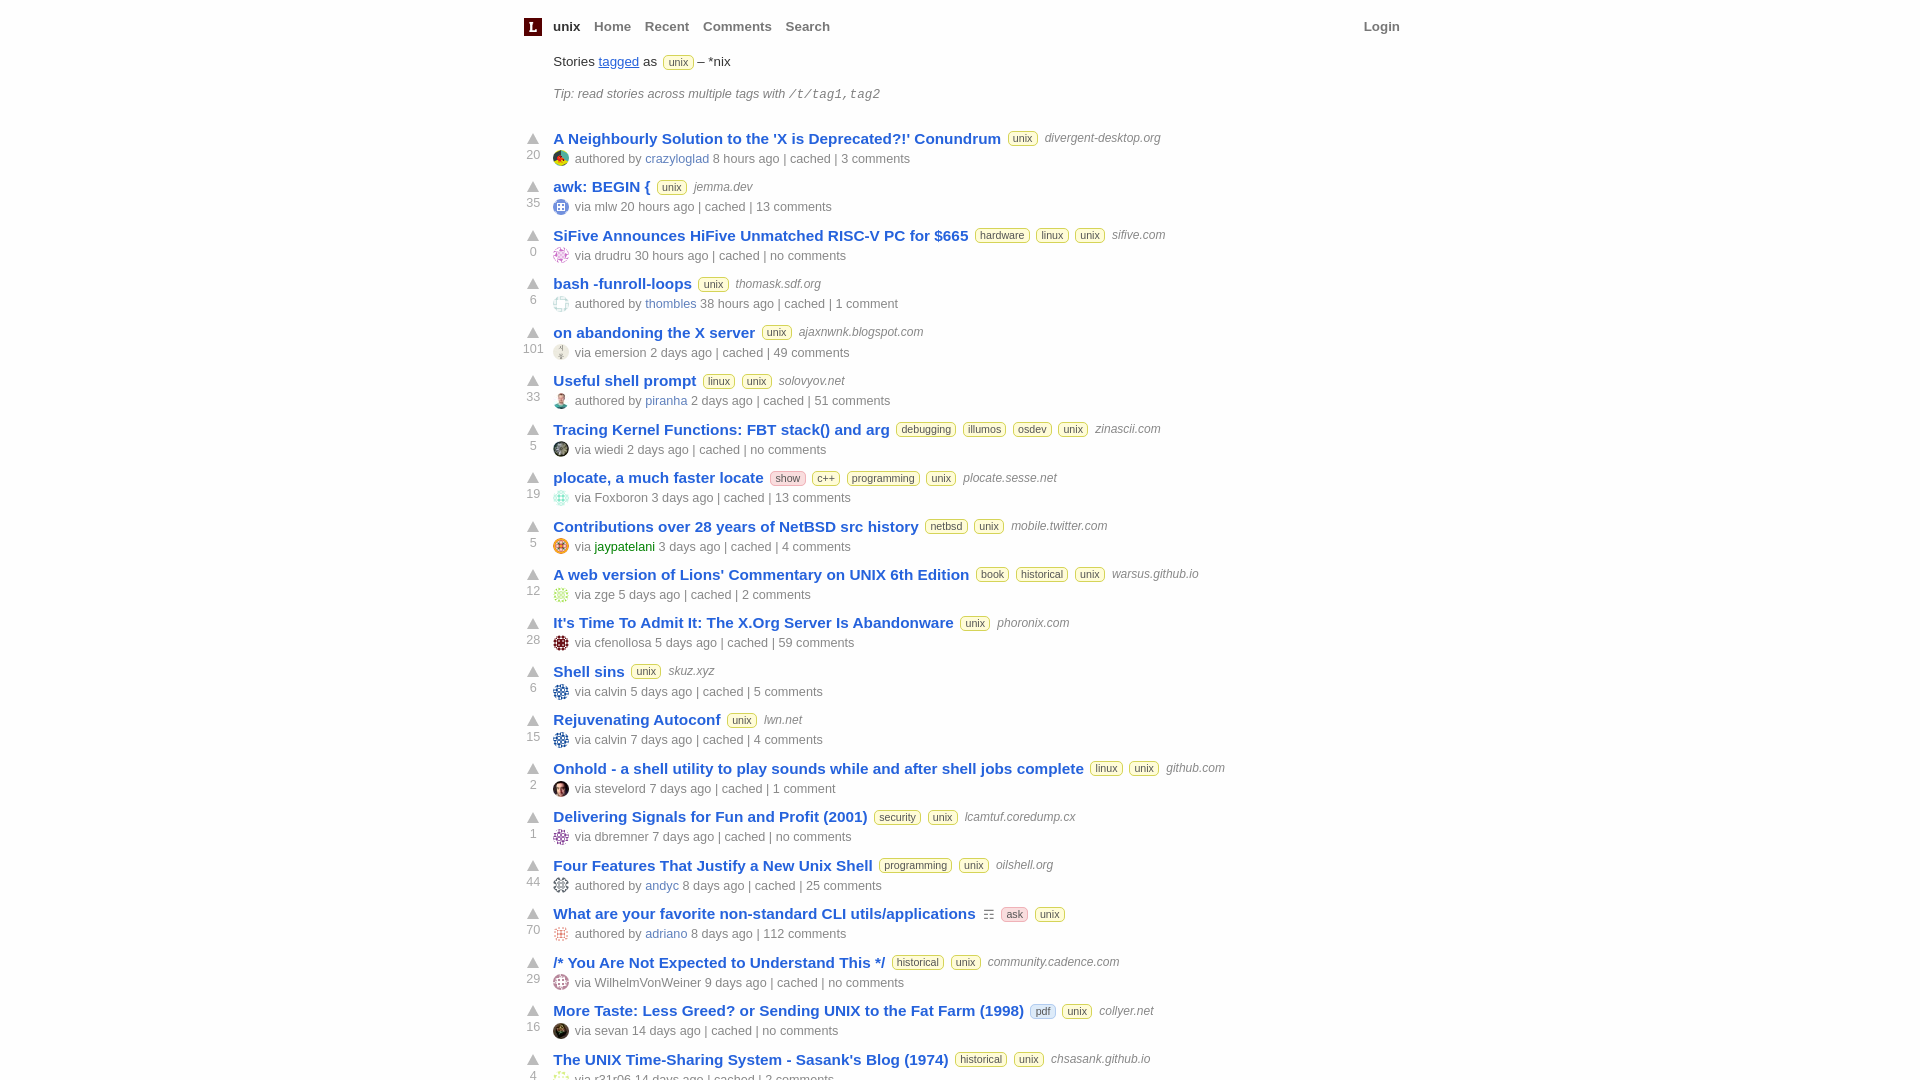 L unix Home Recent Comments Search Login
Stories tagged as unix – *nix
Tip: read stories across multiple tags with /t/tag1,tag2
A Neighbourly Solution to the 'X is Deprecated?!' Conundrum unix divergent-desktop.org
20 authored by crazyloglad 8 hours ago | cached | 3 comments
awk: BEGIN { unix jemma.dev
35 via mlw 20 hours ago | cached | 13 comments
SiFive Announces HiFive Unmatched RISC-V PC for $665 hardware linux unix sifive.com
0 via drudru 30 hours ago | cached | no comments
bash -funroll-loops unix thomask.sdf.org
6 authored by thombles 38 hours ago | cached | 1 comment
on abandoning the X server unix ajaxnwnk.blogspot.com
101 via emersion 2 days ago | cached | 49 comments
Useful shell prompt linux unix solovyov.net
33 authored by piranha 2 days ago | cached | 51 comments
Tracing Kernel Functions: FBT stack() and arg debugging illumos osdev unix zinascii.com
5 via wiedi 2 days ago | cached | no comments
plocate, a much faster locate show c++ programming unix plocate.sesse.net
19 via Foxboron 3 days ago | cached | 13 comments
Contributions over 28 years of NetBSD src history netbsd unix mobile.twitter.com
5 via jaypatelani 3 days ago | cached | 4 comments
A web version of Lions' Commentary on UNIX 6th Edition book historical unix warsus.github.io
12 via zge 5 days ago | cached | 2 comments
It's Time To Admit It: The X.Org Server Is Abandonware unix phoronix.com
28 via cfenollosa 5 days ago | cached | 59 comments
Shell sins unix skuz.xyz
6 via calvin 5 days ago | cached | 5 comments
Rejuvenating Autoconf unix lwn.net
15 via calvin 7 days ago | cached | 4 comments
Onhold - a shell utility to play sounds while and after shell jobs complete linux unix github.com
2 via stevelord 7 days ago | cached | 1 comment
Delivering Signals for Fun and Profit (2001) security unix lcamtuf.coredump.cx
1 via dbremner 7 days ago | cached | no comments
Four Features That Justify a New Unix Shell programming unix oilshell.org
44 authored by andyc 8 days ago | cached | 25 comments
What are your favorite non-standard CLI utils/applications ☶ ask unix
70 authored by adriano 8 days ago | 112 comments
/* You Are Not Expected to Understand This */ historical unix community.cadence.com
29 via WilhelmVonWeiner 9 days ago | cached | no comments
More Taste: Less Greed? or Sending UNIX to the Fat Farm (1998) pdf unix collyer.net
16 via sevan 14 days ago | cached | no comments
The UNIX Time-Sharing System - Sasank's Blog (1974) historical unix chsasank.github.io
4 via r31r06 14 days ago | cached | 2 comments